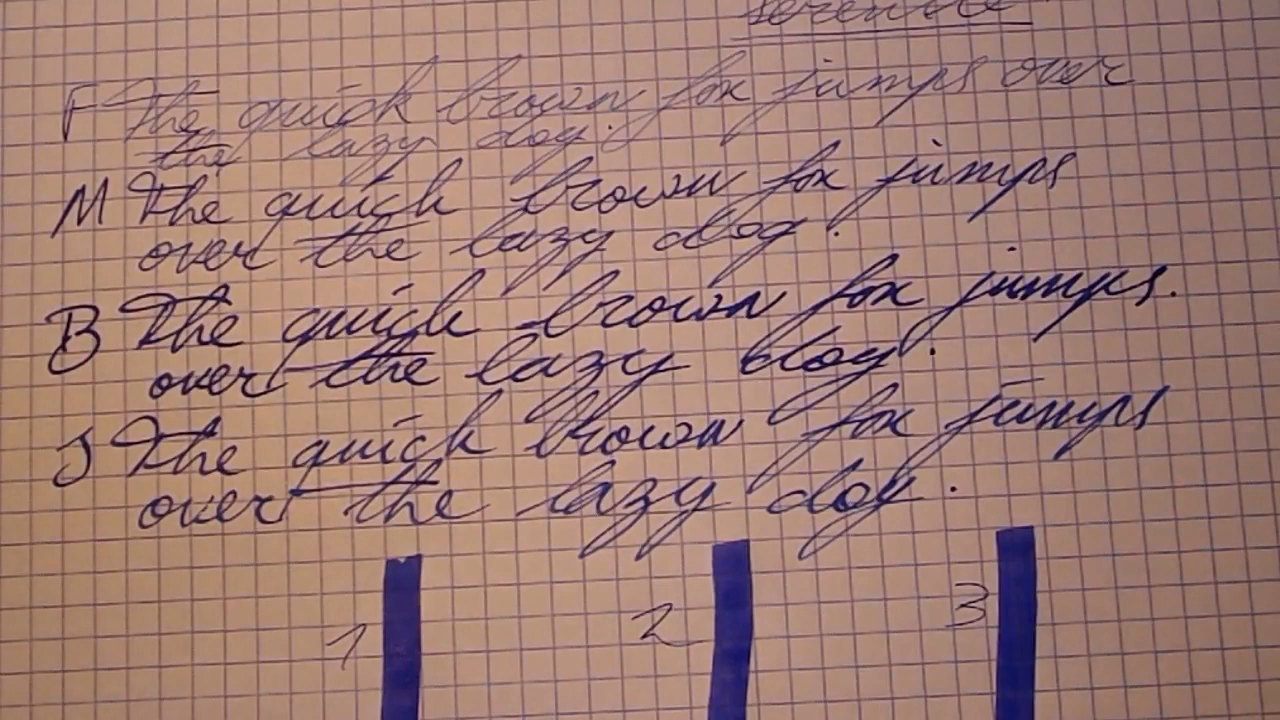 F The quick brown fox jumps over
the lazy dog.
M The quick brown fox jumps
over the lazy dog.
B The quick brown fox jumps.
over the lazy dog.
S The quick brown fox jumps
over the lazy dog.
1 2 3